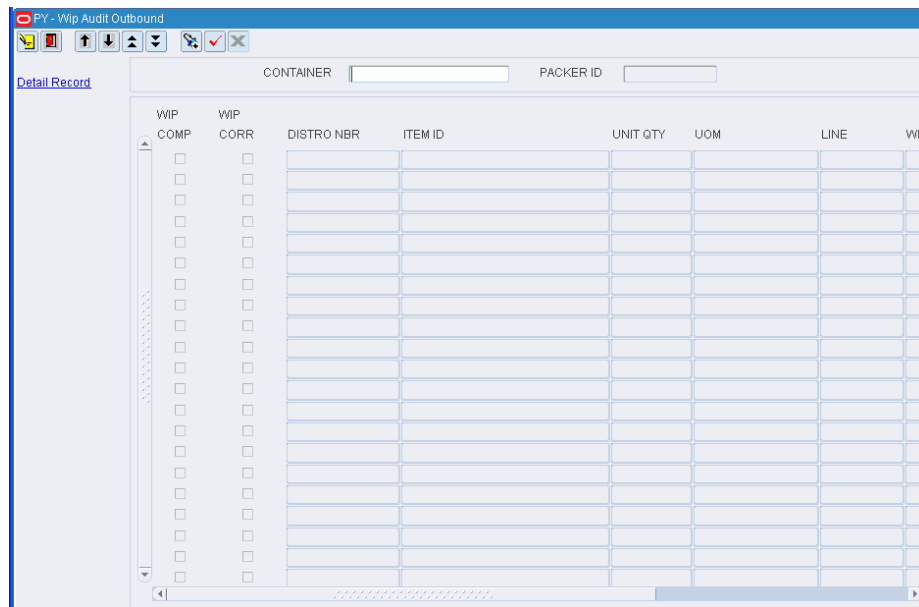 PY - Wip Audit Outbound
CONTAINER PACKER ID
Detail Record
WIP WIP
COMP CORR DISTRO NBR ITEM ID UNIT QTY UOM LINE WI